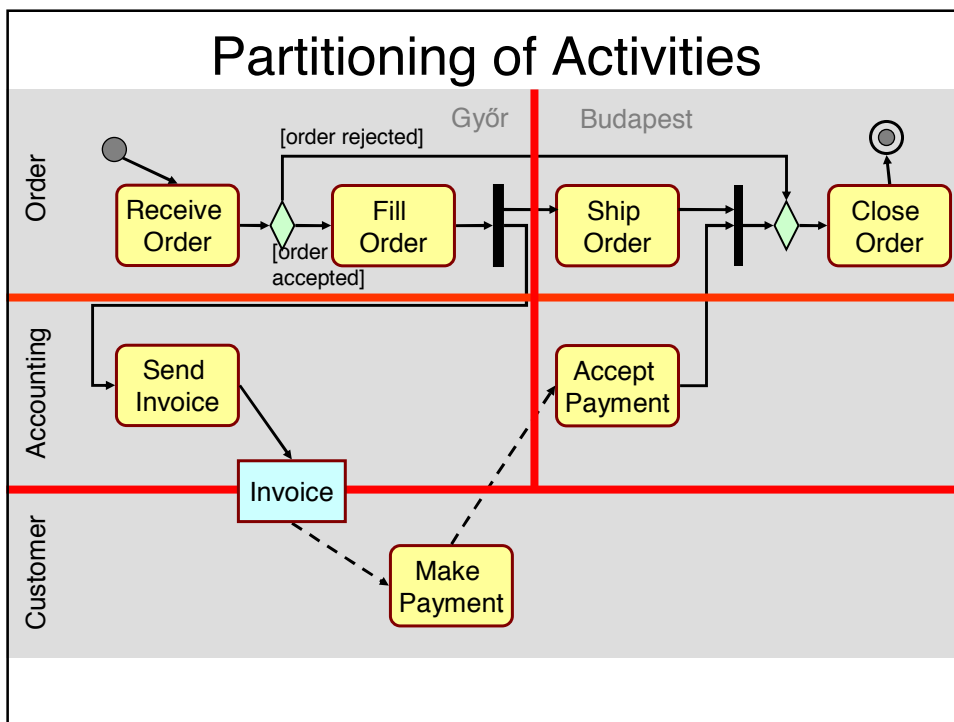 Partitioning of Activities
Győr
Budapest
[order rejected]
Order
Receive
Order
Fill
Order
Ship
Order
Close
Order
[order
accepted]
Accounting
Send
Invoice
Accept
Payment
Invoice
Customer
Make
Payment